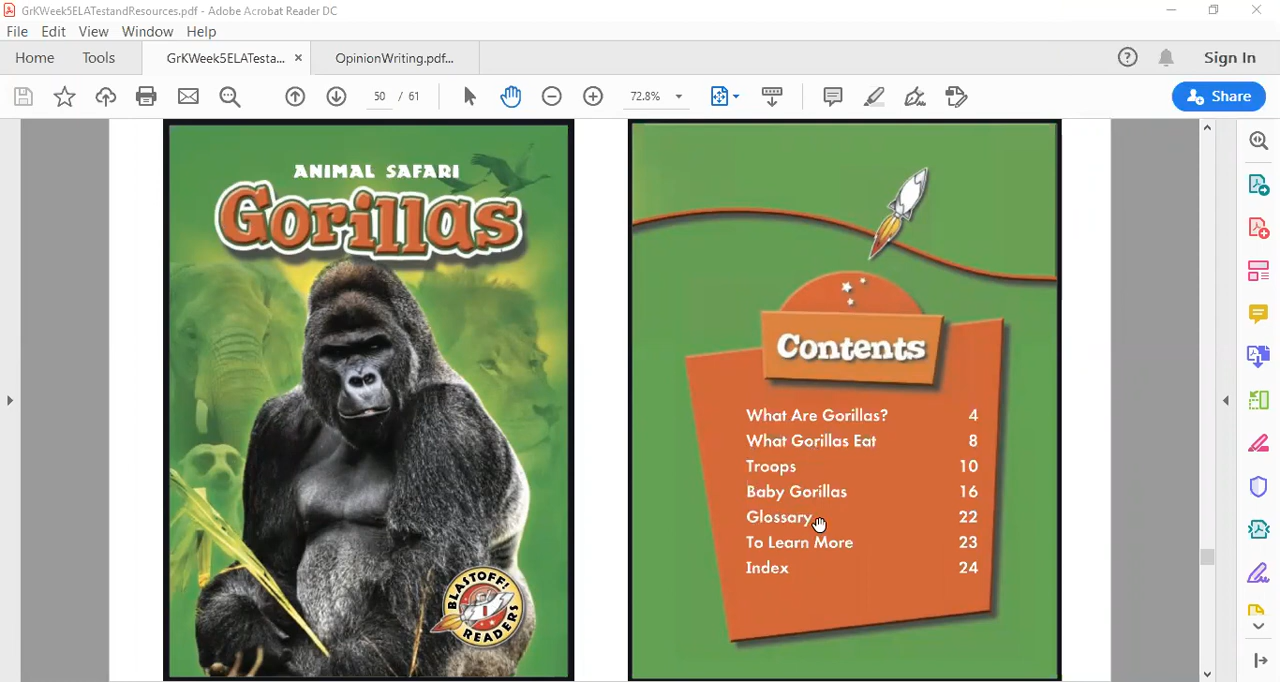 GrKWeek5ELATestandResources.pdf - Adobe Acrobat Reader DC
File Edit View Window Help
Home Tools GrKWeek5ELATesta... × OpinionWriting.pdf... Sign In
50 / 61 72.8% Share
ANIMAL SAFARI
Gorillas
BLASTOFF!
1
READERS
Contents
What Are Gorillas? 4
What Gorillas Eat 8
Troops 10
Baby Gorillas 16
Glossary 22
To Learn More 23
Index 24